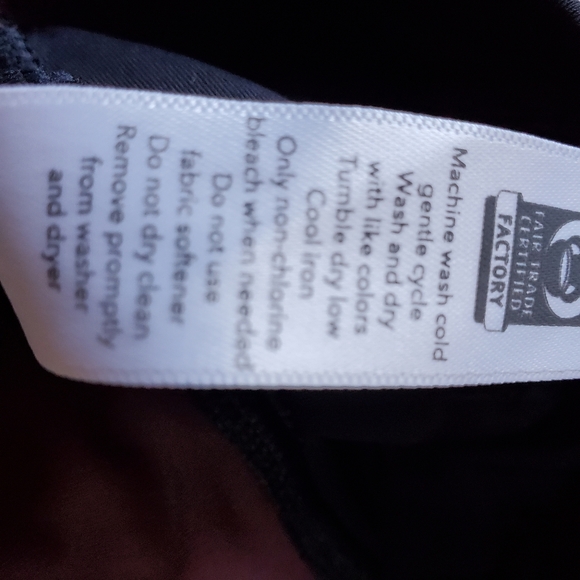 FAIR TRADE
CERTIFIED
FACTORY
Machine wash cold
gentle cycle
Wash and dry
with like colors
Tumble dry low
Cool iron
Only non-chlorine
bleach when needed
Do not use
fabric softener
Do not dry clean
Remove promptly
from washer
and dryer